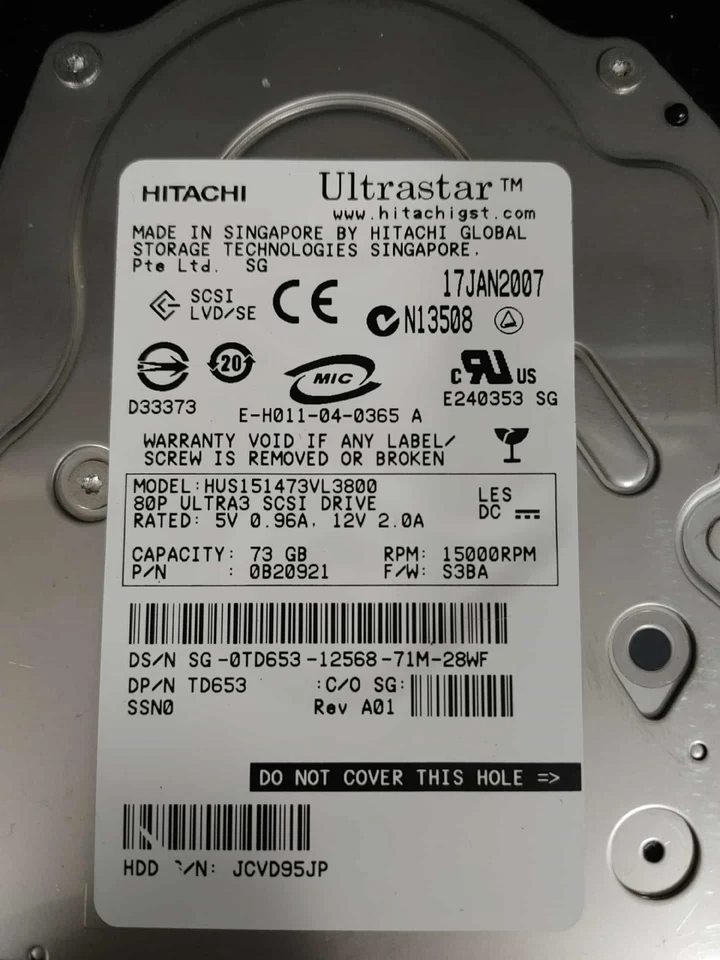 HITACHI Ultrastar™
www.hitachigst.com
MADE IN SINGAPORE BY HITACHI GLOBAL
STORAGE TECHNOLOGIES SINGAPORE.
Pte Ltd. SG
17JAN2007
SCSI
LVD/SE
CE
N13508
20
MIC
c RU US
D33373
E-H011-04-0365 A
E240353 SG
WARRANTY VOID IF ANY LABEL/
SCREW IS REMOVED OR BROKEN
MODEL:HUS151473VL3800
80P ULTRA3 SCSI DRIVE
RATED: 5V 0.96A, 12V 2.0A
LES
DC
CAPACITY: 73 GB RPM: 15000RPM
P/N : 0B20921 F/W: S3BA
DS/N SG-0TD653-12568-71M-28WF
DP/N TD653 :C/O SG:
SSN0 Rev A01
DO NOT COVER THIS HOLE =>
HDD /N: JCVD95JP